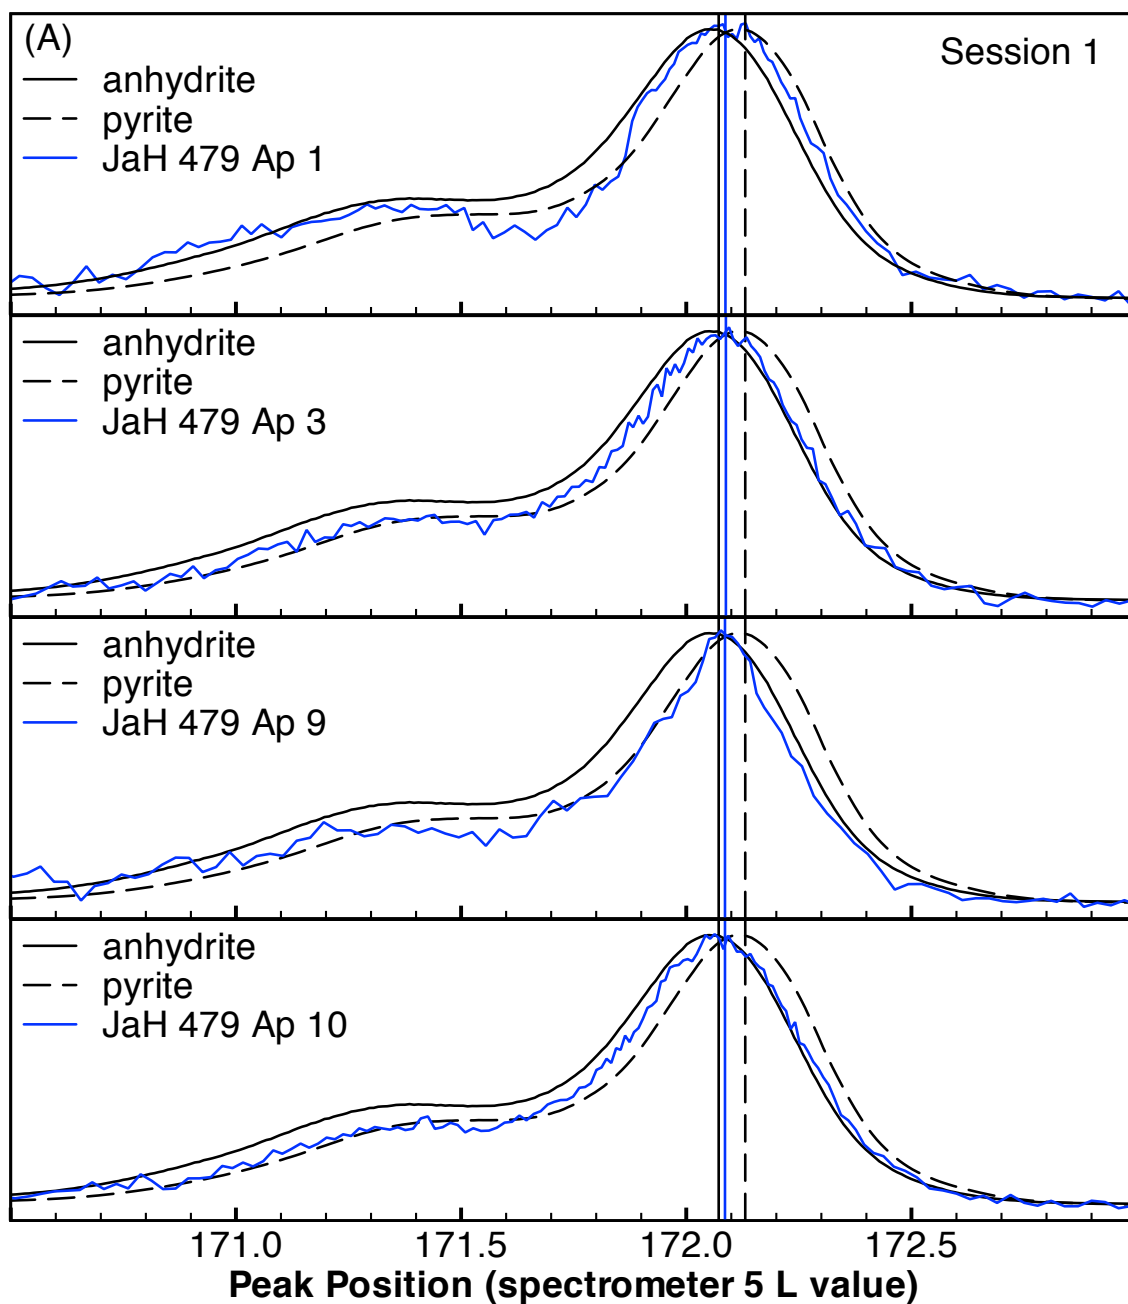 (A)
Session 1
anhydrite
pyrite
JaH 479 Ap 1
anhydrite
pyrite
JaH 479 Ap 3
anhydrite
pyrite
JaH 479 Ap 9
anhydrite
pyrite
JaH 479 Ap 10
171.0 171.5 172.0 172.5
Peak Position (spectrometer 5 L value)